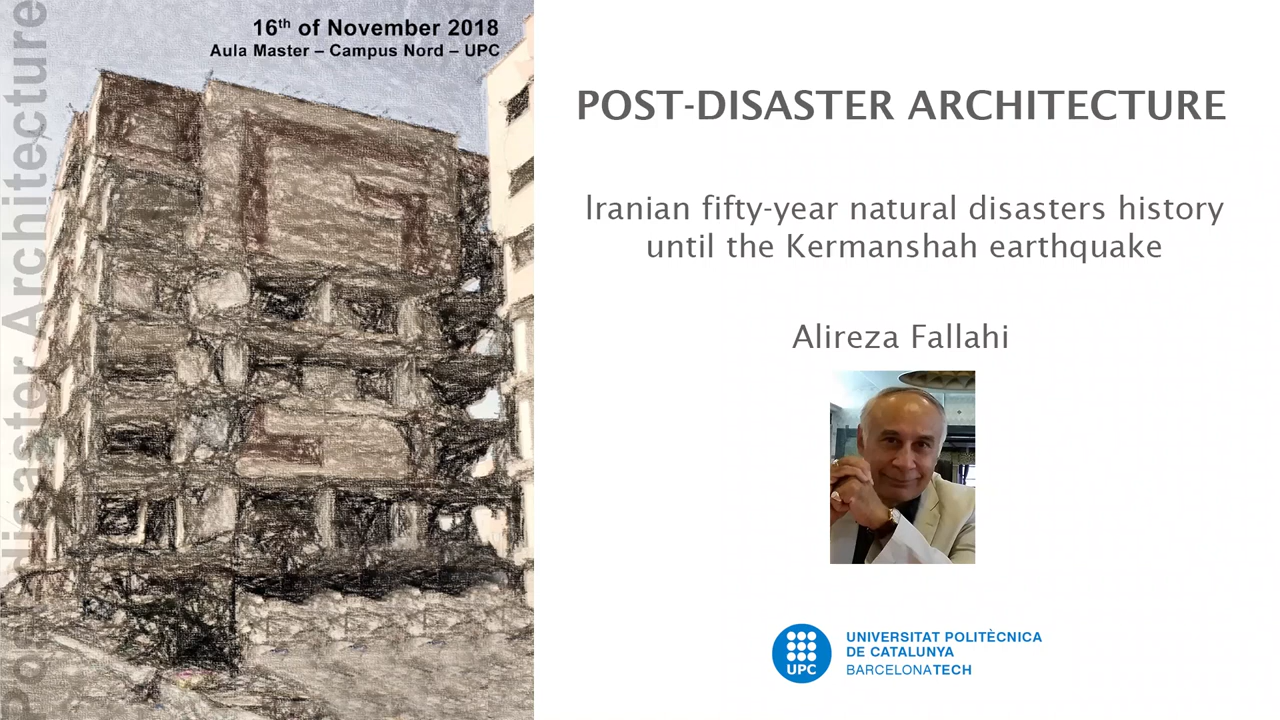 16th of November 2018
Aula Master – Campus Nord – UPC
Post-disaster Architecture
POST-DISASTER ARCHITECTURE
Iranian fifty-year natural disasters history
until the Kermanshah earthquake
Alireza Fallahi
UPC
UNIVERSITAT POLITÈCNICA
DE CATALUNYA
BARCELONATECH